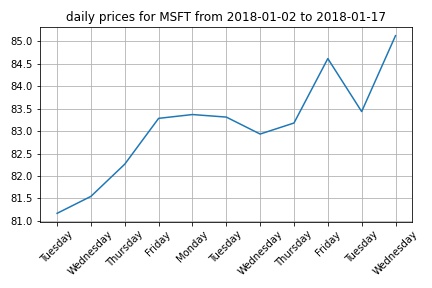 daily prices for MSFT from 2018-01-02 to 2018-01-17
85.0
84.5
84.0
83.5
83.0
82.5
82.0
81.5
81.0
Tuesday
Wednesday
Thursday
Friday
Monday
Tuesday
Wednesday
Thursday
Friday
Tuesday
Wednesday